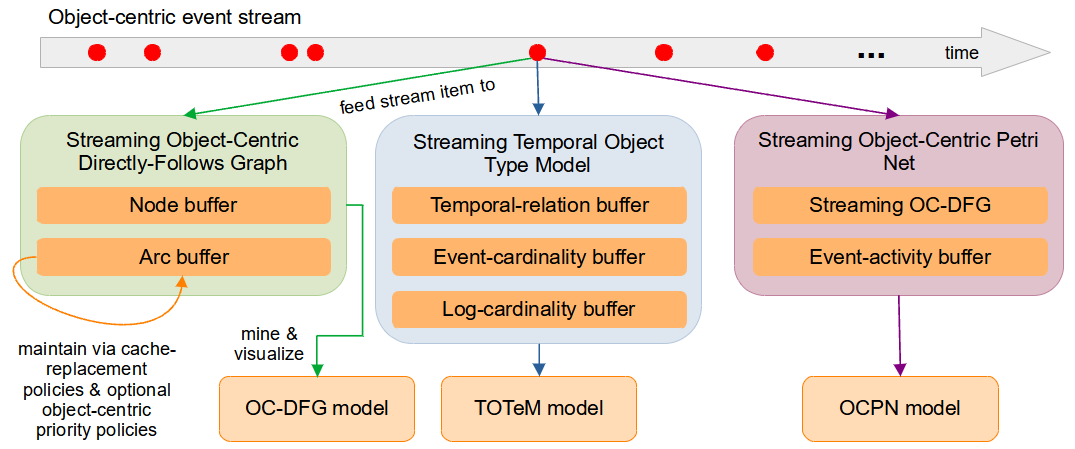 Object-centric event stream
...
time
feed stream item to
Streaming Object-Centric
Directly-Follows Graph
Node buffer
Arc buffer
Streaming Temporal Object
Type Model
Temporal-relation buffer
Event-cardinality buffer
Log-cardinality buffer
Streaming Object-Centric Petri
Net
Streaming OC-DFG
Event-activity buffer
maintain via cache-
replacement
policies & optional
object-centric
priority policies
mine &
visualize
OC-DFG model
TOTeM model
OCPN model